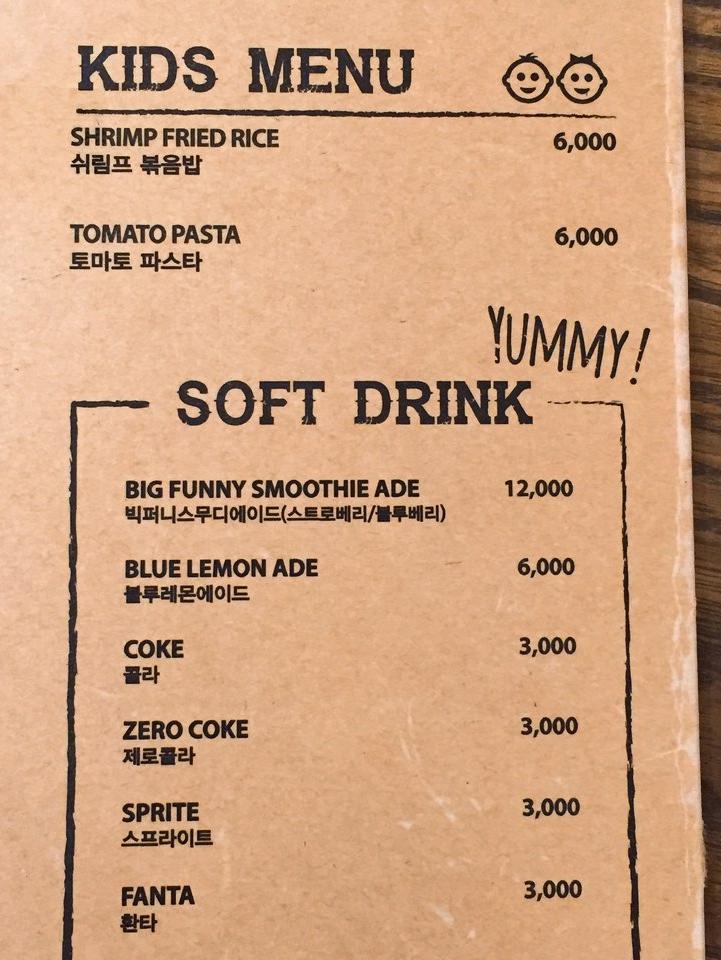 KIDS MENU
SHRIMP FRIED RICE 6,000
쉬림프 볶음밥
TOMATO PASTA 6,000
토마토 파스타
YUMMY!
SOFT DRINK
BIG FUNNY SMOOTHIE ADE 12,000
빅퍼니스무디에이드(스트로베리/블루베리)
BLUE LEMON ADE 6,000
블루레몬에이드
COKE 3,000
콜라
ZERO COKE 3,000
제로콜라
SPRITE 3,000
스프라이트
FANTA 3,000
환타